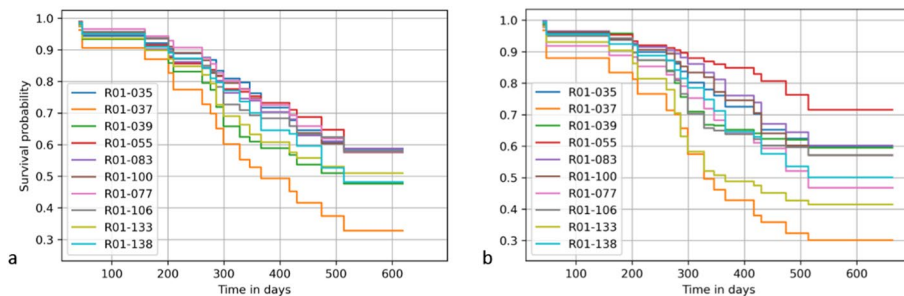 1.0
0.9
0.8
0.7
0.6
0.5
0.4
0.3
Survival probability
R01-035
R01-037
R01-039
R01-055
R01-083
R01-100
R01-077
R01-106
R01-133
R01-138
100 200 300 400 500 600
Time in days
a
1.0
0.9
0.8
0.7
0.6
0.5
0.4
0.3
R01-035
R01-037
R01-039
R01-055
R01-083
R01-100
R01-077
R01-106
R01-133
R01-138
100 200 300 400 500 600
Time in days
b